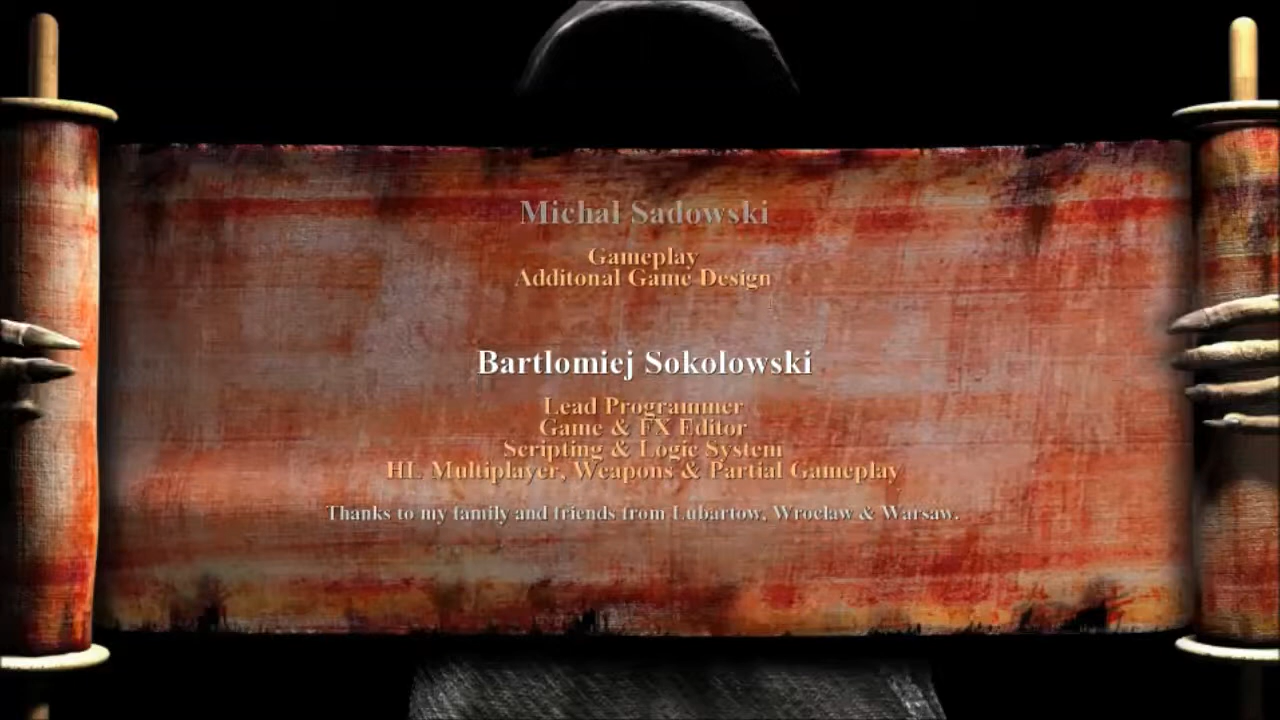 Michal Sadowski
Gameplay
Additonal Game Design
Bartlomiej Sokolowski
Lead Programmer
Game & FX Editor
Scripting & Logic System
HL Multiplayer, Weapons & Partial Gameplay
Thanks to my family and friends from Lubartow, Wroclaw & Warsaw.